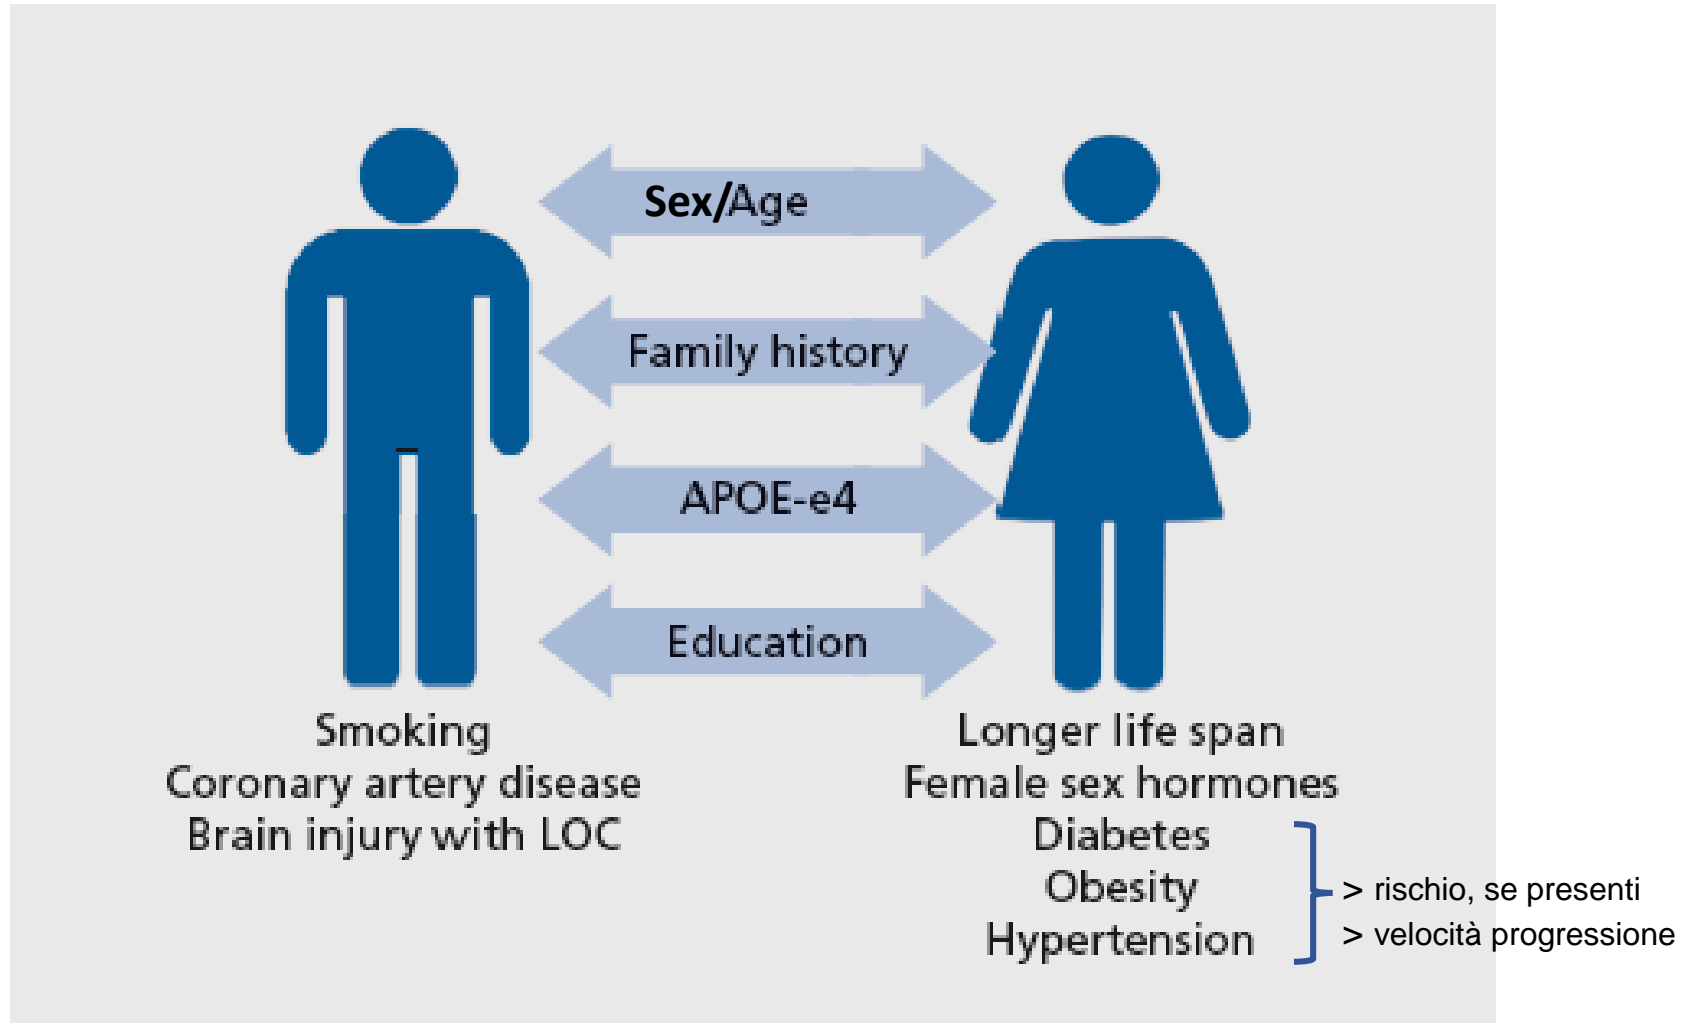 Sex/Age
Family history
APOE-e4
Education
Smoking
Coronary artery disease
Brain injury with LOC
Longer life span
Female sex hormones
Diabetes
Obesity
Hypertension
> rischio, se presenti
> velocità progressione